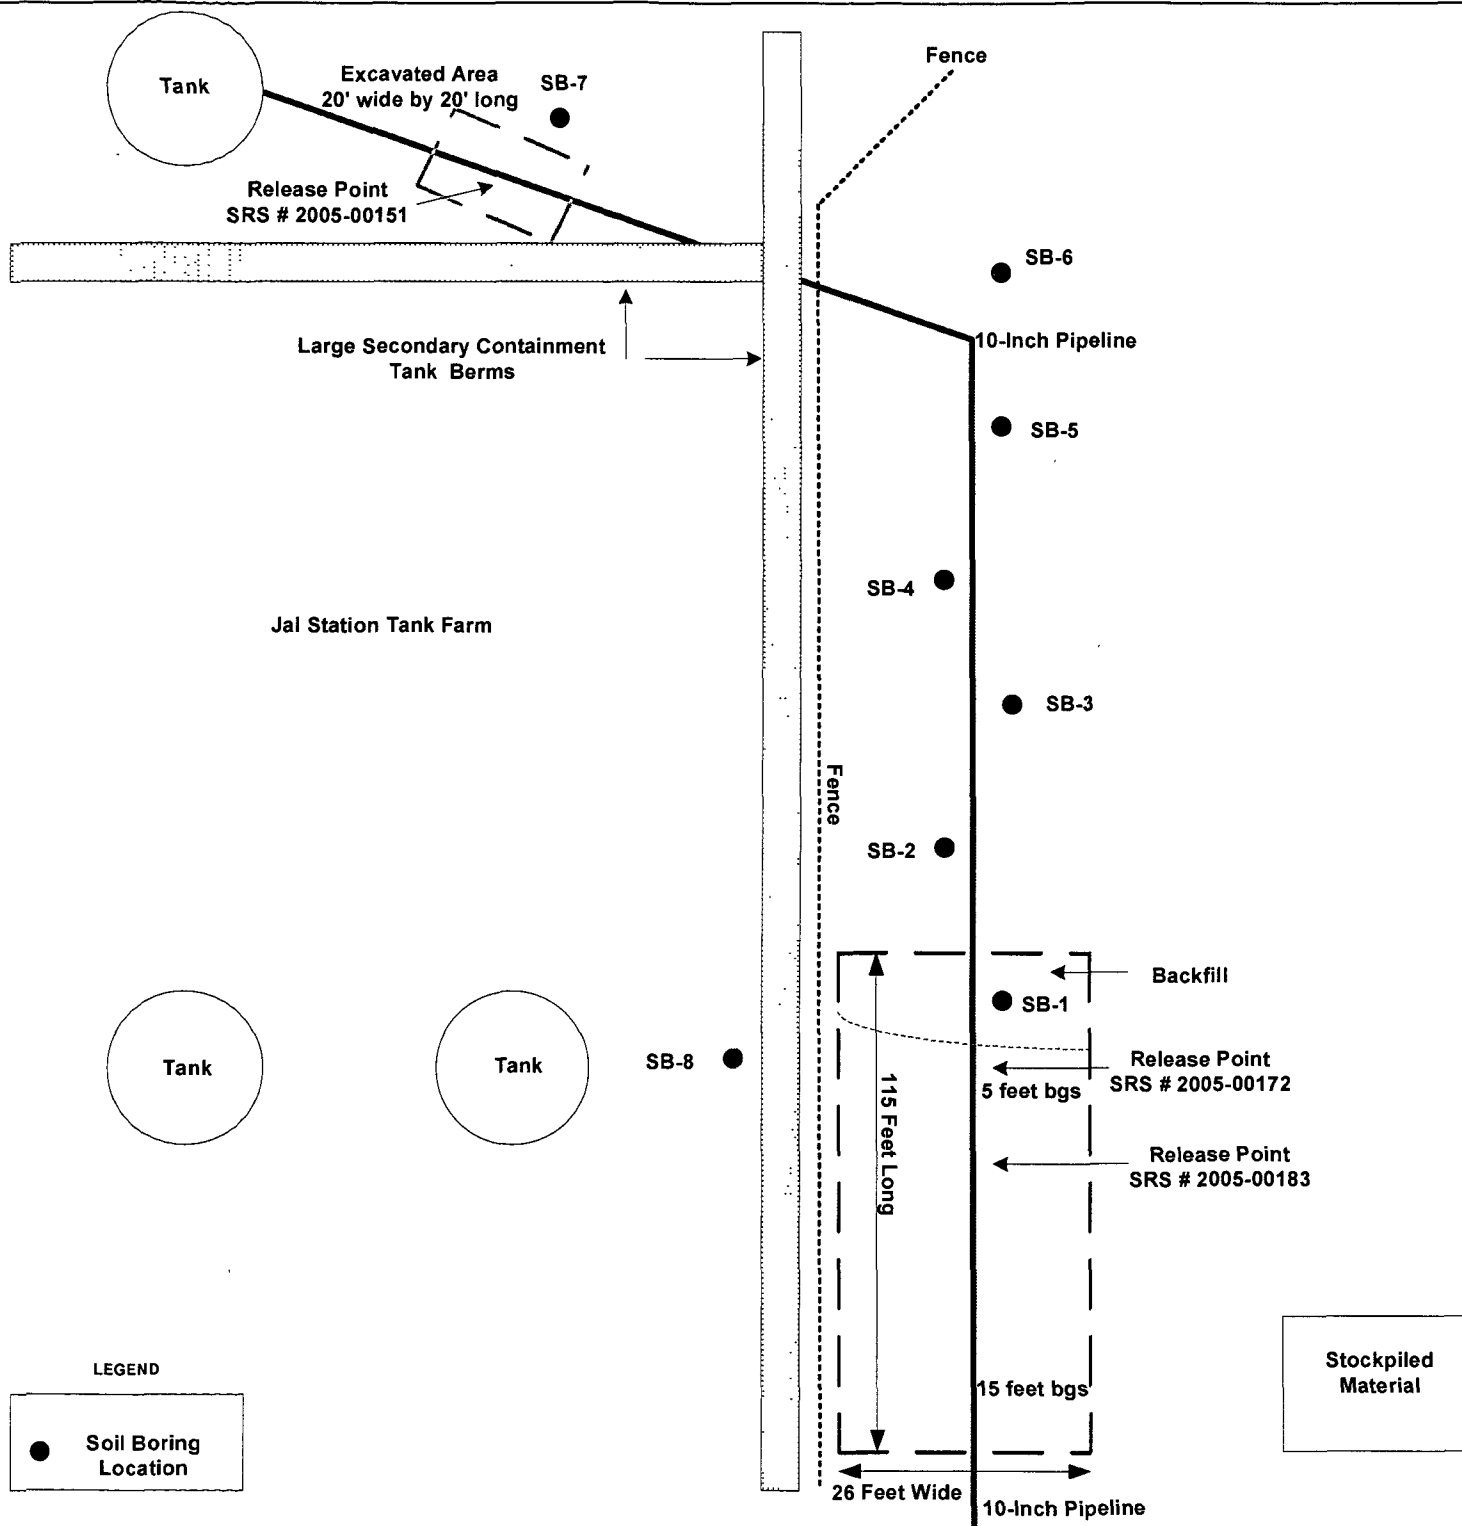 Fence
Tank
Excavated Area
20' wide by 20' long
SB-7
Release Point
SRS # 2005-00151
SB-6
Large Secondary Containment
Tank Berms
10-Inch Pipeline
SB-5
SB-4
Jal Station Tank Farm
SB-3
Fence
SB-2
Backfill
SB-1
Tank
Tank
SB-8
115 Feet Long
Release Point
SRS # 2005-00172
5 feet bgs
Release Point
SRS # 2005-00183
LEGEND
Soil Boring
Location
15 feet bgs
Stockpiled
Material
26 Feet Wide
10-Inch Pipeline